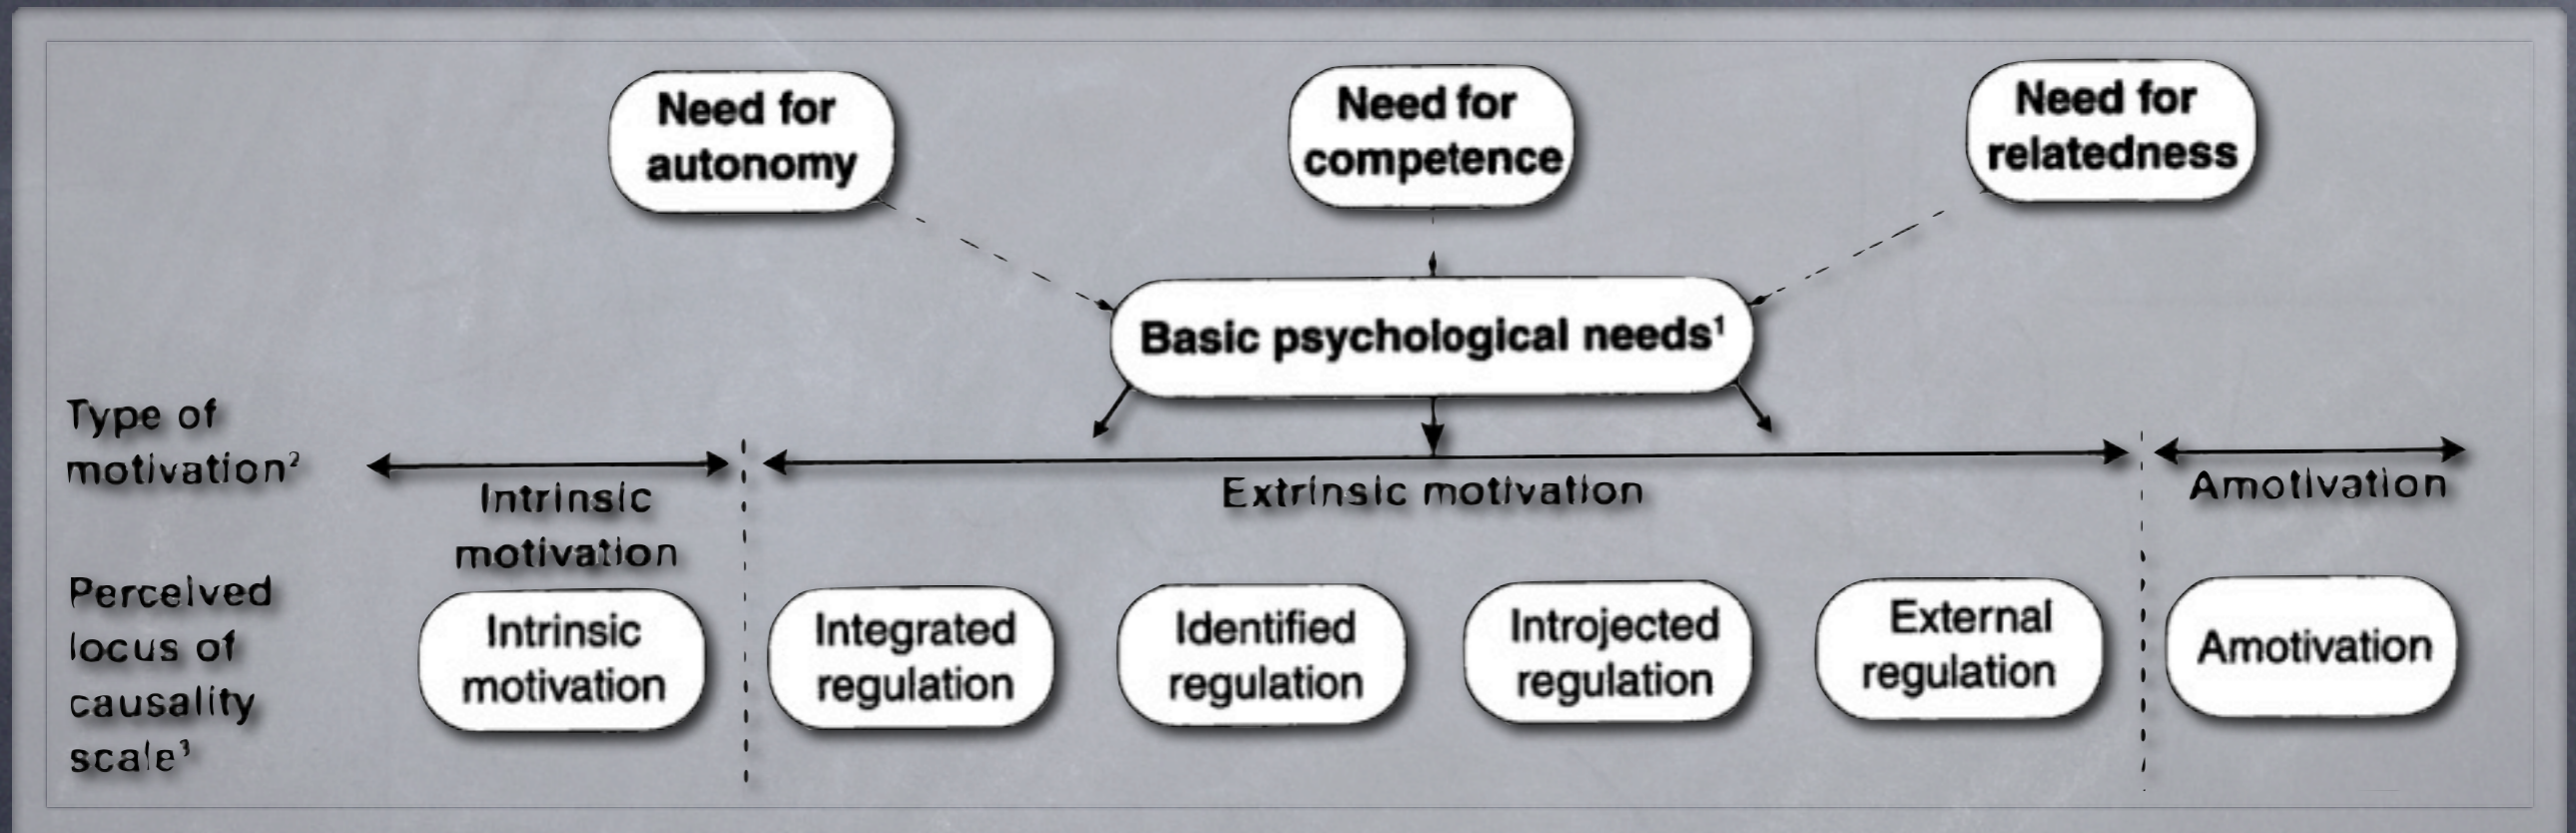 Need for
autonomy
Need for
competence
Need for
relatedness
Basic psychological needs¹
Type of
motivation²
Intrinsic
motivation
Extrinsic motivation
Amotivation
Perceived
locus of
causality
scale³
Intrinsic
motivation
Integrated
regulation
Identified
regulation
Introjected
regulation
External
regulation
Amotivation